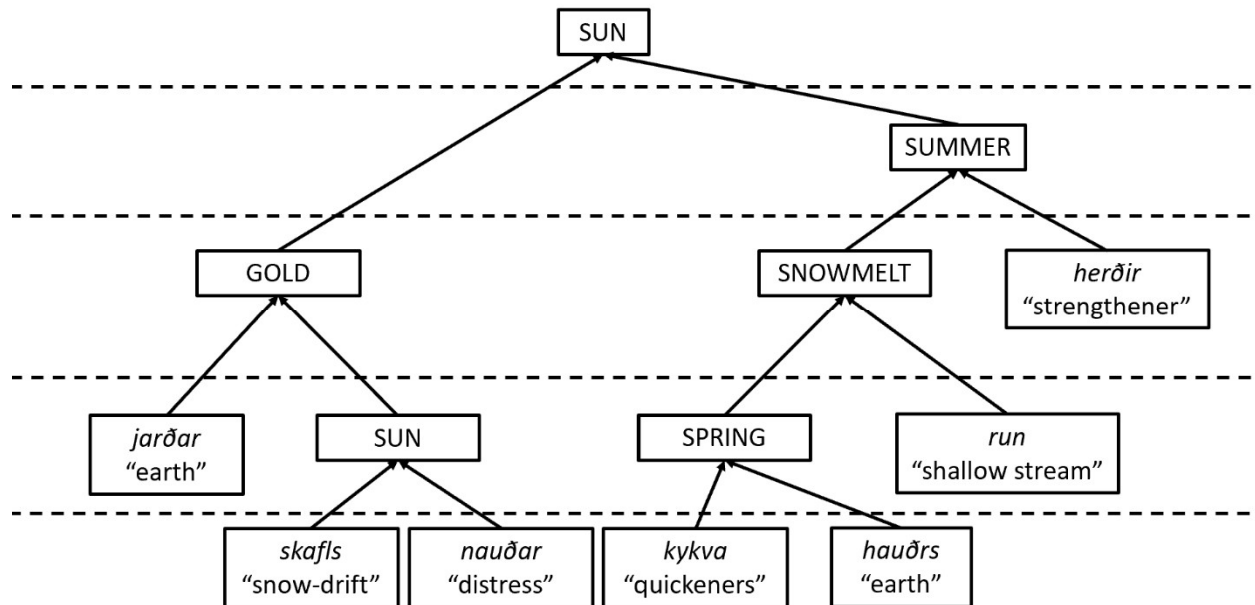 SUN
SUMMER
GOLD
SNOWMELT
herðir
“strengthener”
jarðar
“earth”
SUN
SPRING
run
“shallow stream”
skafls
“snow-drift”
nauðar
“distress”
kykva
“quickeners”
hauðrs
“earth”